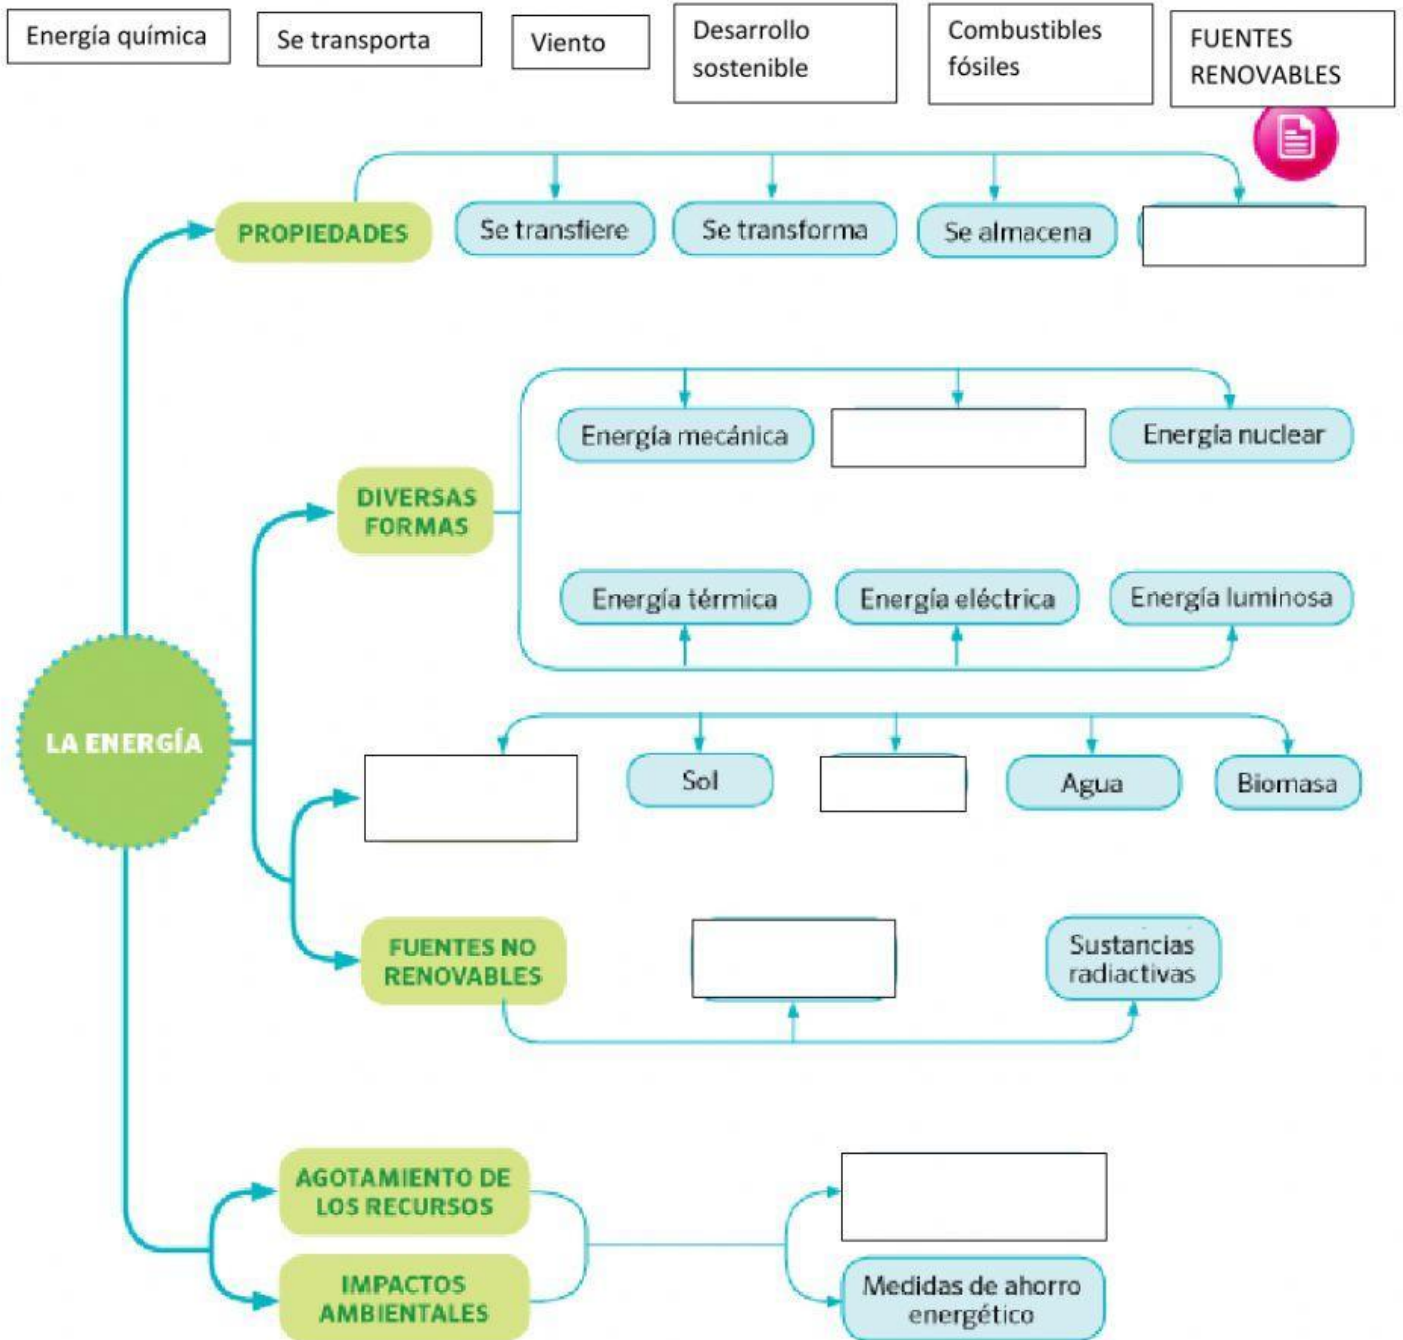 Energía química
Se transporta
Viento
Desarrollo
sostenible
Combustibles
fósiles
FUENTES
RENOVABLES
PROPIEDADES
Se transfiere
Se transforma
Se almacena
Energía mecánica
Energía nuclear
DIVERSAS
FORMAS
Energía térmica
Energía eléctrica
Energía luminosa
LA ENERGÍA
Sol
Agua
Biomasa
FUENTES NO
RENOVABLES
Sustancias
radiactivas
AGOTAMIENTO DE
LOS RECURSOS
IMPACTOS
AMBIENTALES
Medidas de ahorro
energético